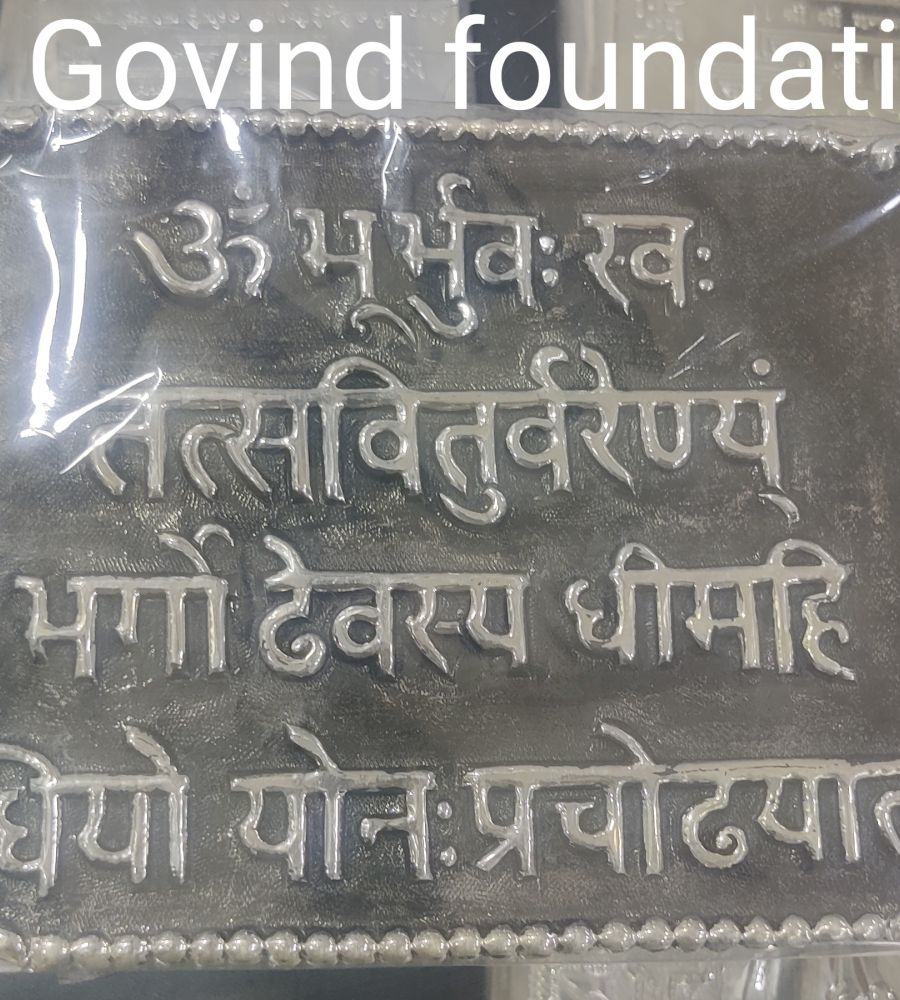 Govind foundati
ॐ भू र्भुवः स्वः
तत्सवितुर्वरेण्यं
भर्गो देवस्य धीमहि
धियो योनः प्रचोदयात